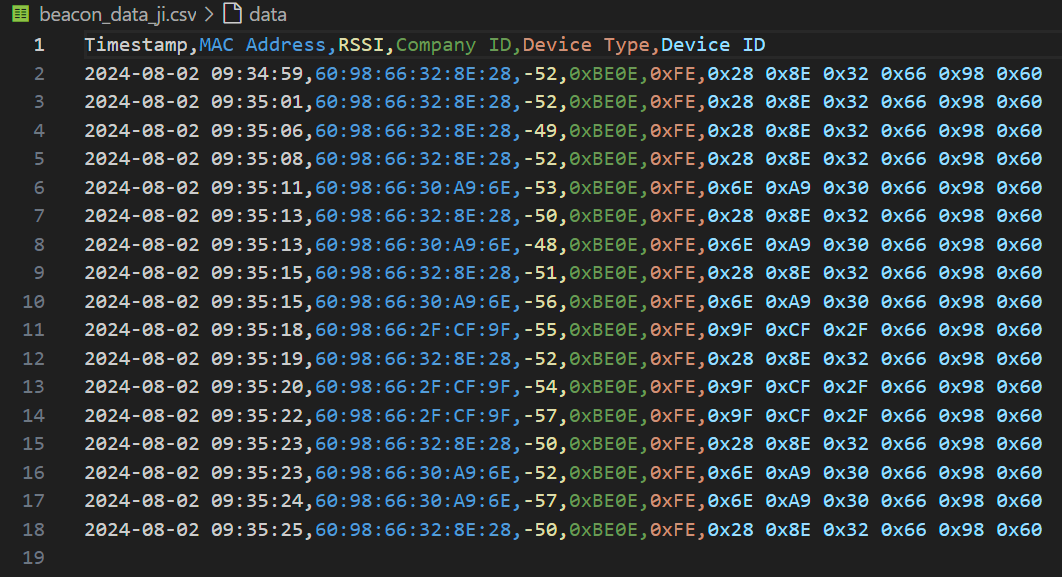 beacon_data_ji.csv > data
1 Timestamp,MAC Address,RSSI,Company ID,Device Type,Device ID
2 2024-08-02 09:34:59,60:98:66:32:8E:28,-52,0xBE0E,0xFE,0x28 0x8E 0x32 0x66 0x98 0x60
3 2024-08-02 09:35:01,60:98:66:32:8E:28,-52,0xBE0E,0xFE,0x28 0x8E 0x32 0x66 0x98 0x60
4 2024-08-02 09:35:06,60:98:66:32:8E:28,-49,0xBE0E,0xFE,0x28 0x8E 0x32 0x66 0x98 0x60
5 2024-08-02 09:35:08,60:98:66:32:8E:28,-52,0xBE0E,0xFE,0x28 0x8E 0x32 0x66 0x98 0x60
6 2024-08-02 09:35:11,60:98:66:30:A9:6E,-53,0xBE0E,0xFE,0x6E 0xA9 0x30 0x66 0x98 0x60
7 2024-08-02 09:35:13,60:98:66:32:8E:28,-50,0xBE0E,0xFE,0x28 0x8E 0x32 0x66 0x98 0x60
8 2024-08-02 09:35:13,60:98:66:30:A9:6E,-48,0xBE0E,0xFE,0x6E 0xA9 0x30 0x66 0x98 0x60
9 2024-08-02 09:35:15,60:98:66:32:8E:28,-51,0xBE0E,0xFE,0x28 0x8E 0x32 0x66 0x98 0x60
10 2024-08-02 09:35:15,60:98:66:30:A9:6E,-56,0xBE0E,0xFE,0x6E 0xA9 0x30 0x66 0x98 0x60
11 2024-08-02 09:35:18,60:98:66:2F:CF:9F,-55,0xBE0E,0xFE,0x9F 0xCF 0x2F 0x66 0x98 0x60
12 2024-08-02 09:35:19,60:98:66:32:8E:28,-52,0xBE0E,0xFE,0x28 0x8E 0x32 0x66 0x98 0x60
13 2024-08-02 09:35:20,60:98:66:2F:CF:9F,-54,0xBE0E,0xFE,0x9F 0xCF 0x2F 0x66 0x98 0x60
14 2024-08-02 09:35:22,60:98:66:2F:CF:9F,-57,0xBE0E,0xFE,0x9F 0xCF 0x2F 0x66 0x98 0x60
15 2024-08-02 09:35:23,60:98:66:32:8E:28,-50,0xBE0E,0xFE,0x28 0x8E 0x32 0x66 0x98 0x60
16 2024-08-02 09:35:23,60:98:66:30:A9:6E,-52,0xBE0E,0xFE,0x6E 0xA9 0x30 0x66 0x98 0x60
17 2024-08-02 09:35:24,60:98:66:30:A9:6E,-57,0xBE0E,0xFE,0x6E 0xA9 0x30 0x66 0x98 0x60
18 2024-08-02 09:35:25,60:98:66:32:8E:28,-50,0xBE0E,0xFE,0x28 0x8E 0x32 0x66 0x98 0x60
19